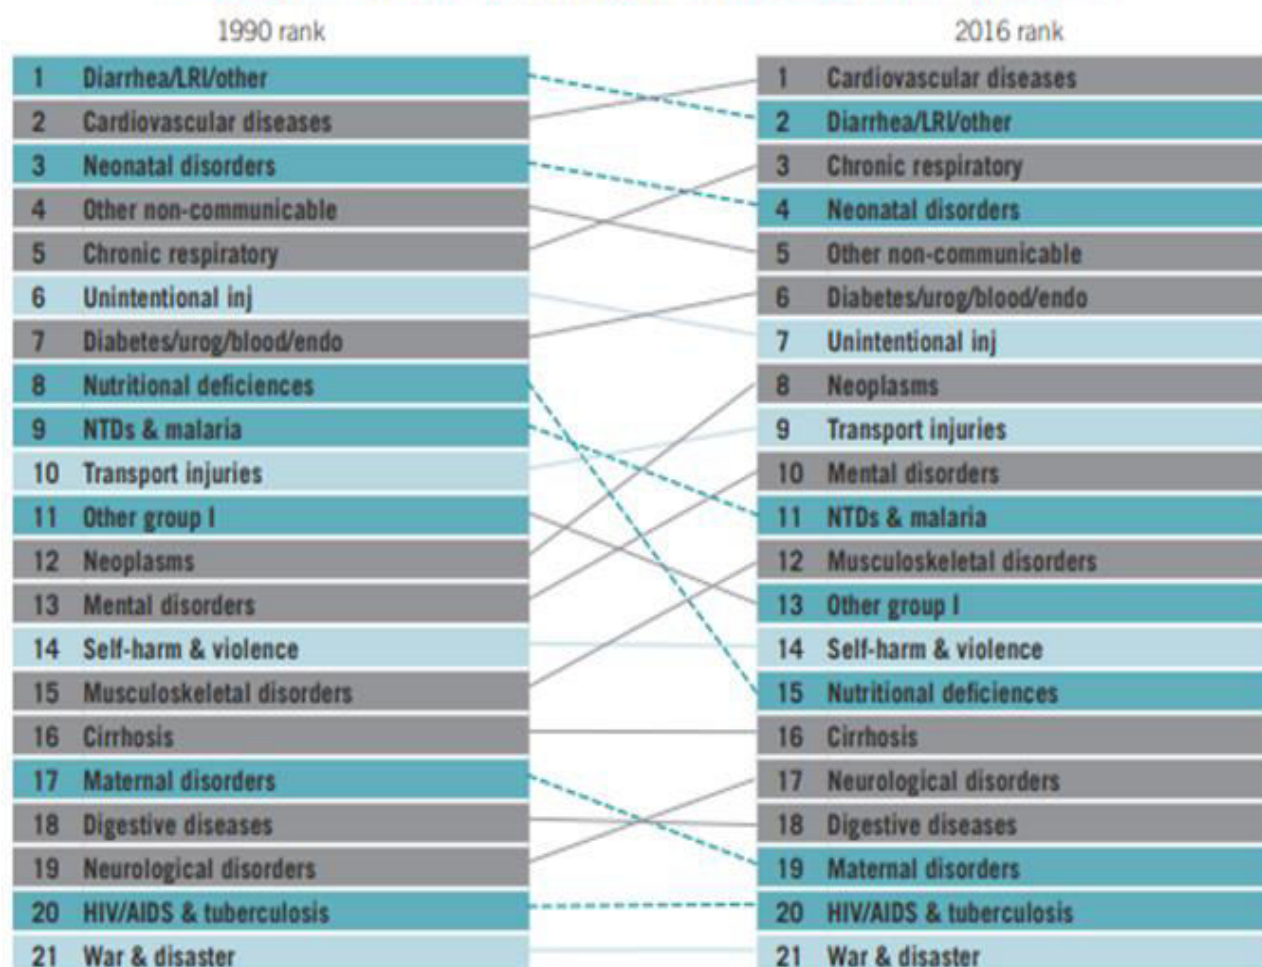 1990 rank
2016 rank
1 Diarrhea/LRI/other
1 Cardiovascular diseases
2 Cardiovascular diseases
2 Diarrhea/LRI/other
3 Neonatal disorders
3 Chronic respiratory
4 Other non-communicable
4 Neonatal disorders
5 Chronic respiratory
5 Other non-communicable
6 Unintentional inj
6 Diabetes/urog/blood/endo
7 Diabetes/urog/blood/endo
7 Unintentional inj
8 Nutritional deficiences
8 Neoplasms
9 NTDs & malaria
9 Transport injuries
10 Transport injuries
10 Mental disorders
11 Other group I
11 NTDs & malaria
12 Neoplasms
12 Musculoskeletal disorders
13 Mental disorders
13 Other group I
14 Self-harm & violence
14 Self-harm & violence
15 Musculoskeletal disorders
15 Nutritional deficiences
16 Cirrhosis
16 Cirrhosis
17 Maternal disorders
17 Neurological disorders
18 Digestive diseases
18 Digestive diseases
19 Neurological disorders
19 Maternal disorders
20 HIV/AIDS & tuberculosis
20 HIV/AIDS & tuberculosis
21 War & disaster
21 War & disaster